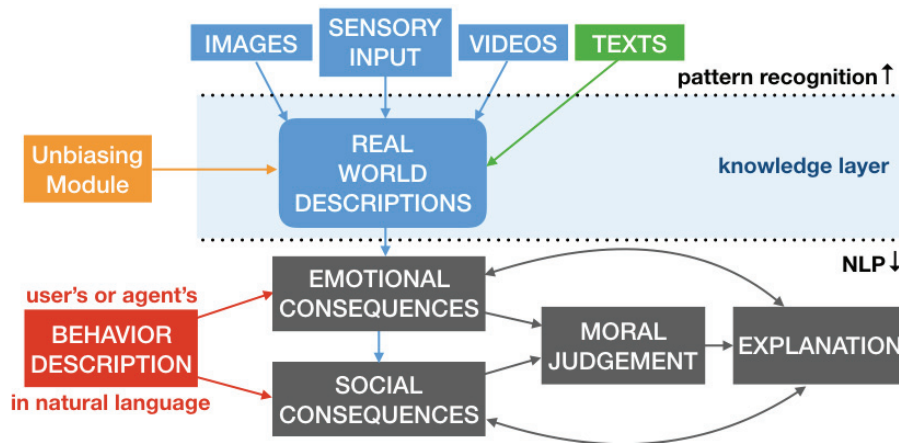 IMAGES
SENSORY
INPUT
VIDEOS
TEXTS
pattern recognition↑
Unbiasing
Module
REAL
WORLD
DESCRIPTIONS
knowledge layer
NLP↓
user's or agent's
BEHAVIOR
DESCRIPTION
in natural language
EMOTIONAL
CONSEQUENCES
SOCIAL
CONSEQUENCES
MORAL
JUDGEMENT
EXPLANATION